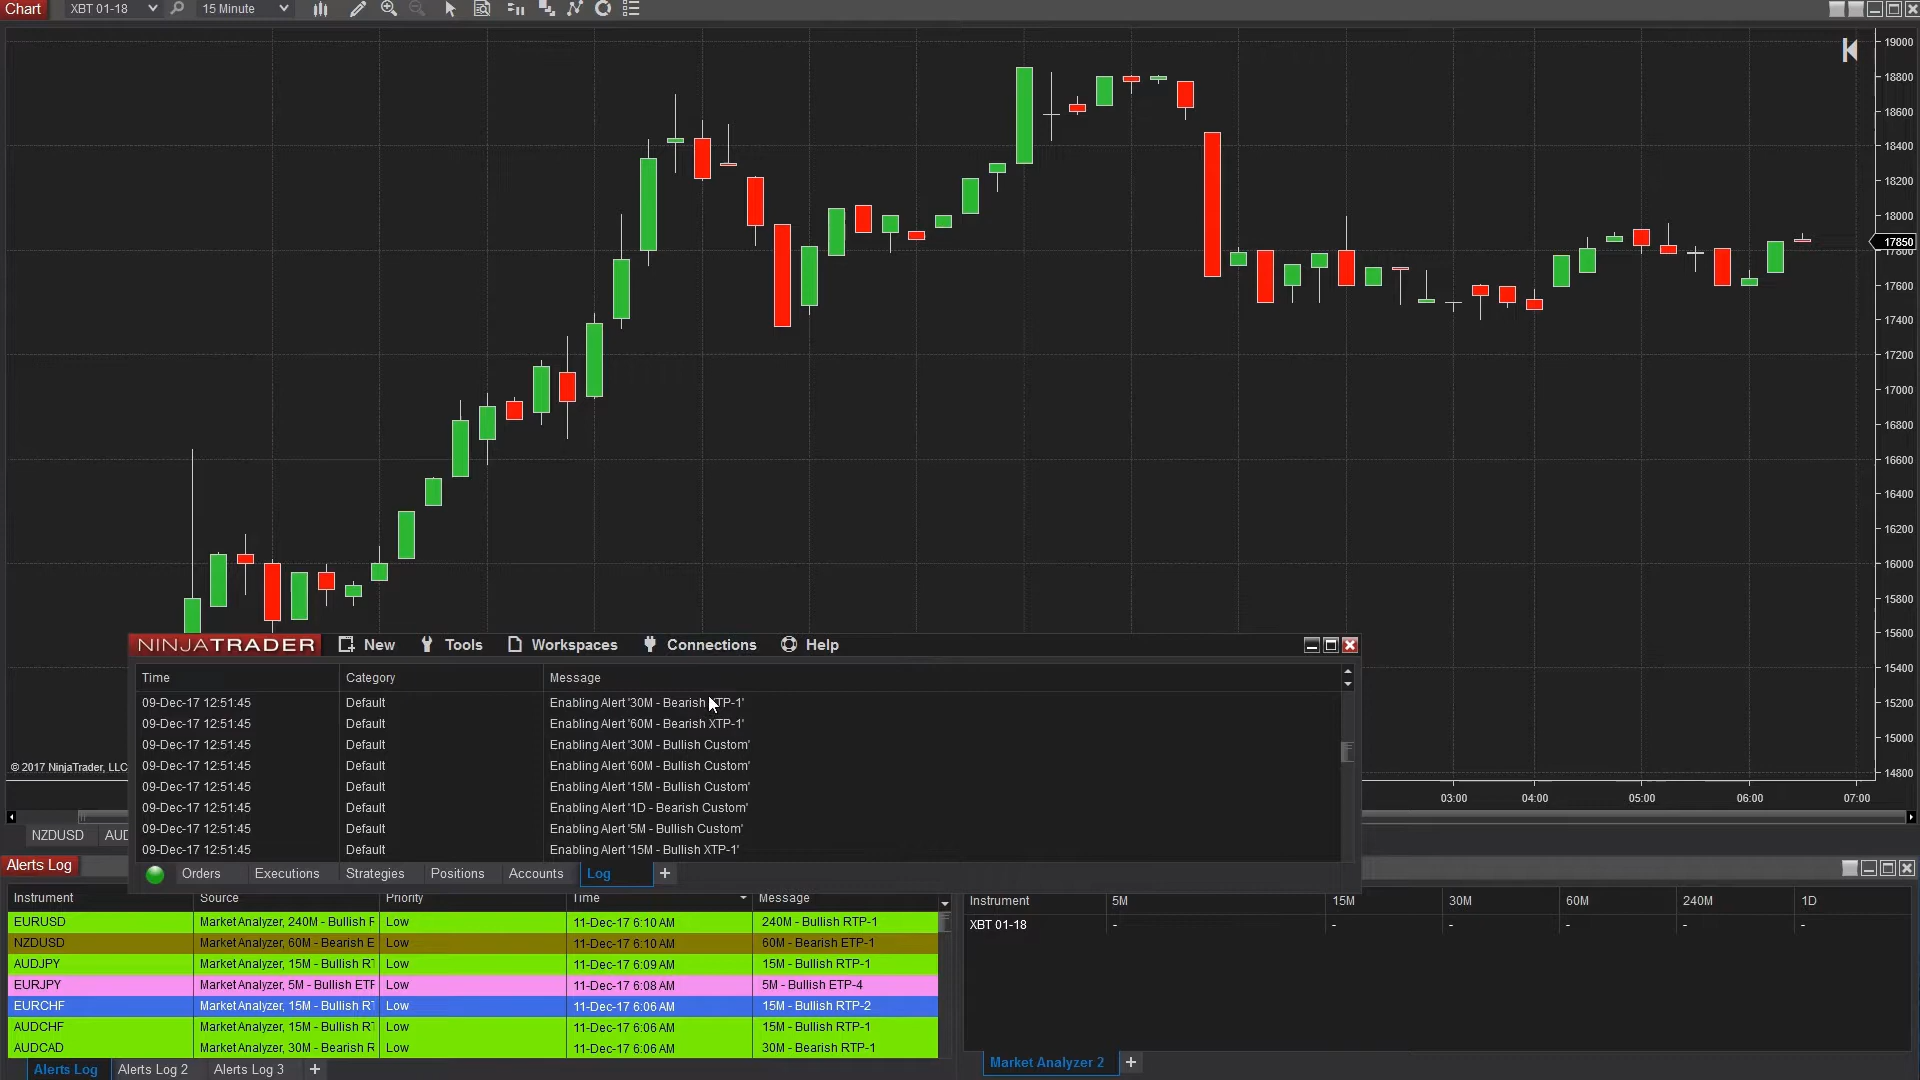 Chart XBT 01-18 15 Minute
19000
18800
18600
18400
18200
18000
17850
17800
17600
17400
17200
17000
16800
16600
16400
16200
16000
15800
15600
15400
15200
15000
14800
NINJATRADER New Tools Workspaces Connections Help
Time Category Message
09-Dec-17 12:51:45 Default Enabling Alert '30M - Bearish XTP-1'
09-Dec-17 12:51:45 Default Enabling Alert '60M - Bearish XTP-1'
09-Dec-17 12:51:45 Default Enabling Alert '30M - Bullish Custom'
09-Dec-17 12:51:45 Default Enabling Alert '60M - Bullish Custom'
09-Dec-17 12:51:45 Default Enabling Alert '15M - Bullish Custom'
09-Dec-17 12:51:45 Default Enabling Alert '1D - Bearish Custom'
09-Dec-17 12:51:45 Default Enabling Alert '5M - Bullish Custom'
09-Dec-17 12:51:45 Default Enabling Alert '15M - Bullish XTP-1'
Orders Executions Strategies Positions Accounts Log +
© 2017 NinjaTrader, LLC
03:00 04:00 05:00 06:00 07:00
NZDUSD AUD
Alerts Log
Instrument Source Priority Time Message
EURUSD Market Analyzer, 240M - Bullish F Low 11-Dec-17 6:10 AM 240M - Bullish RTP-1
NZDUSD Market Analyzer, 60M - Bearish E Low 11-Dec-17 6:10 AM 60M - Bearish ETP-1
AUDJPY Market Analyzer, 15M - Bullish RT Low 11-Dec-17 6:09 AM 15M - Bullish RTP-1
EURJPY Market Analyzer, 5M - Bullish ETF Low 11-Dec-17 6:08 AM 5M - Bullish ETP-4
EURCHF Market Analyzer, 15M - Bullish RT Low 11-Dec-17 6:06 AM 15M - Bullish RTP-2
AUDCHF Market Analyzer, 15M - Bullish RT Low 11-Dec-17 6:06 AM 15M - Bullish RTP-1
AUDCAD Market Analyzer, 30M - Bearish R Low 11-Dec-17 6:06 AM 30M - Bearish RTP-1
Alerts Log Alerts Log 2 Alerts Log 3 +
Instrument 5M 15M 30M 60M 240M 1D
XBT 01-18 - - - - - -
Market Analyzer 2 +